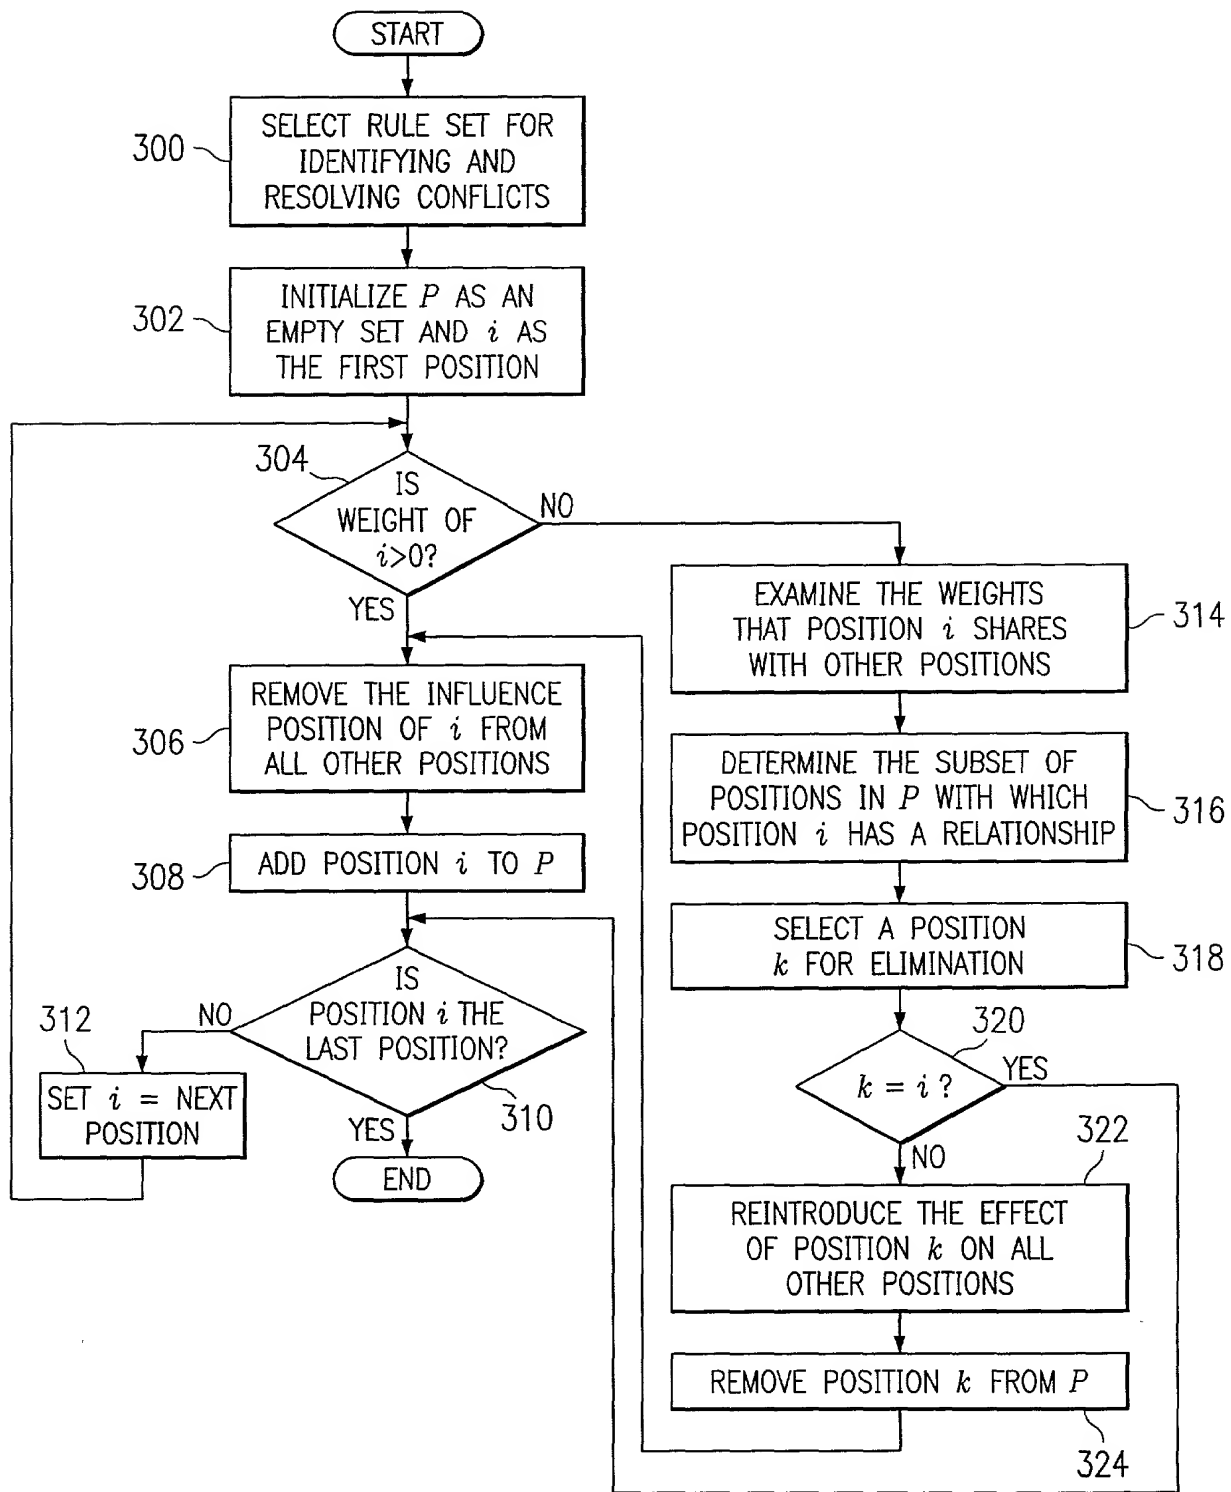 START
SELECT RULE SET FOR
IDENTIFYING AND
RESOLVING CONFLICTS
300
INITIALIZE P AS AN
EMPTY SET AND i AS
THE FIRST POSITION
302
304
IS
WEIGHT OF
i>0?
NO
YES
REMOVE THE INFLUENCE
POSITION OF i FROM
ALL OTHER POSITIONS
306
ADD POSITION i TO P
308
IS
POSITION i THE
LAST POSITION?
310
NO
312
SET i = NEXT
POSITION
YES
END
EXAMINE THE WEIGHTS
THAT POSITION i SHARES
WITH OTHER POSITIONS
314
DETERMINE THE SUBSET OF
POSITIONS IN P WITH WHICH
POSITION i HAS A RELATIONSHIP
316
SELECT A POSITION
k FOR ELIMINATION
318
320
k = i ?
YES
NO
322
REINTRODUCE THE EFFECT
OF POSITION k ON ALL
OTHER POSITIONS
REMOVE POSITION k FROM P
324